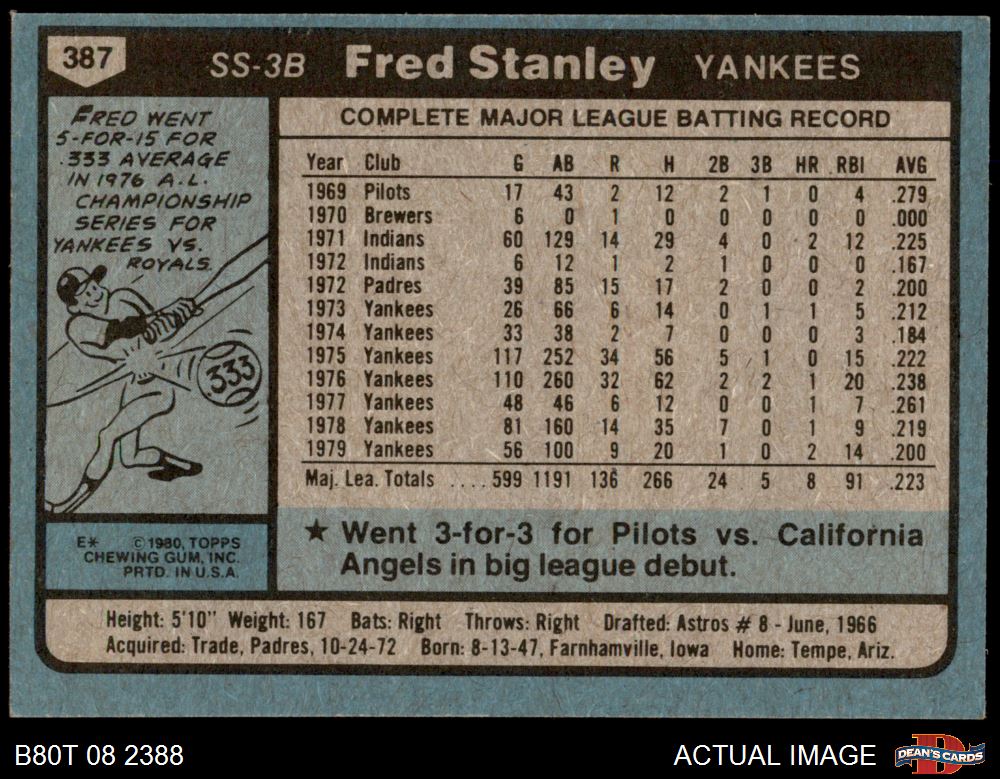 387 SS-3B Fred Stanley YANKEES
FRED WENT
5-FOR-15 FOR
.333 AVERAGE
IN 1976 A.L.
CHAMPIONSHIP
SERIES FOR
YANKEES VS.
ROYALS.
333
E* ©1980, TOPPS
CHEWING GUM, INC.
PRTD. IN U.S.A.
COMPLETE MAJOR LEAGUE BATTING RECORD
Year Club G AB R H 2B 3B HR RBI AVG
1969 Pilots 17 43 2 12 2 1 0 4 .279
1970 Brewers 6 0 1 0 0 0 0 0 .000
1971 Indians 60 129 14 29 4 0 2 12 .225
1972 Indians 6 12 1 2 1 0 0 0 .167
1972 Padres 39 85 15 17 2 0 0 2 .200
1973 Yankees 26 66 6 14 0 1 1 5 .212
1974 Yankees 33 38 2 7 0 0 0 3 .184
1975 Yankees 117 252 34 56 5 1 0 15 .222
1976 Yankees 110 260 32 62 2 2 1 20 .238
1977 Yankees 48 46 6 12 0 0 1 7 .261
1978 Yankees 81 160 14 35 7 0 1 9 .219
1979 Yankees 56 100 9 20 1 0 2 14 .200
Maj. Lea. Totals .... 599 1191 136 266 24 5 8 91 .223
★ Went 3-for-3 for Pilots vs. California
Angels in big league debut.
Height: 5'10" Weight: 167 Bats: Right Throws: Right Drafted: Astros # 8 - June, 1966
Acquired: Trade, Padres, 10-24-72 Born: 8-13-47, Farnhamville, Iowa Home: Tempe, Ariz.
B80T 08 2388 ACTUAL IMAGE DEAN'S CARDS